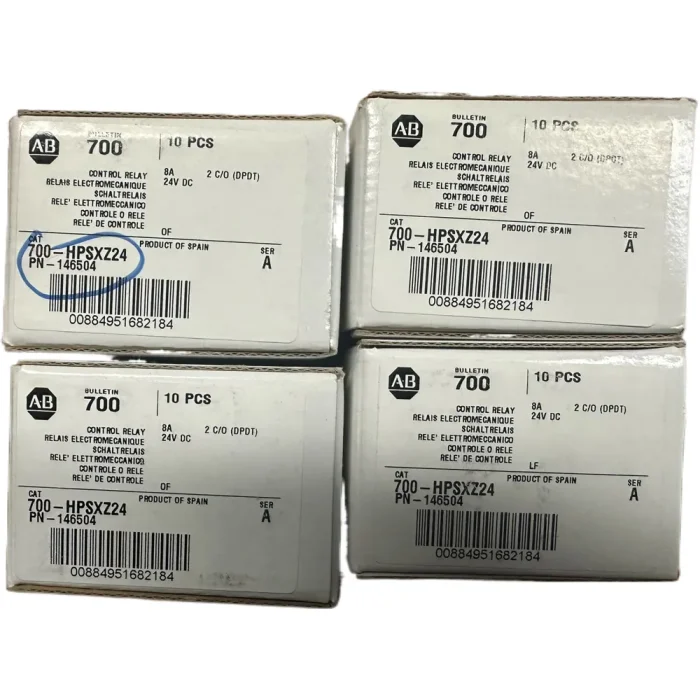 AB
BULLETIN
700
10 PCS
CONTROL RELAY 8A 2 C/O (DPDT)
RELAIS ELECTROMECANIQUE 24V DC
SCHALTRELAIS
RELE' ELETTROMECCANICO
CONTROLE O RELE
RELE' DE CONTROLE
OF
CAT PRODUCT OF SPAIN SER
700-HPSXZ24 A
PN-146504
00884951682184
AB
BULLETIN
700
10 PCS
CONTROL RELAY 8A 2 C/O (DPDT)
RELAIS ELECTROMECANIQUE 24V DC
SCHALTRELAIS
RELE' ELETTROMECCANICO
CONTROLE O RELE
RELE' DE CONTROLE
OF
CAT PRODUCT OF SPAIN SER
700-HPSXZ24 A
PN-146504
00884951682184
AB
BULLETIN
700
10 PCS
CONTROL RELAY 8A 2 C/O (DPDT)
RELAIS ELECTROMECANIQUE 24V DC
SCHALTRELAIS
RELE' ELETTROMECCANICO
CONTROLE O RELE
RELE' DE CONTROLE
OF
CAT PRODUCT OF SPAIN SER
700-HPSXZ24 A
PN-146504
00884951682184
AB
BULLETIN
700
10 PCS
CONTROL RELAY 8A 2 C/O (DPDT)
RELAIS ELECTROMECANIQUE 24V DC
SCHALTRELAIS
RELE' ELETTROMECCANICO
CONTROLE O RELE
RELE' DE CONTROLE
LF
CAT PRODUCT OF SPAIN SER
700-HPSXZ24 A
PN-146504
00884951682184